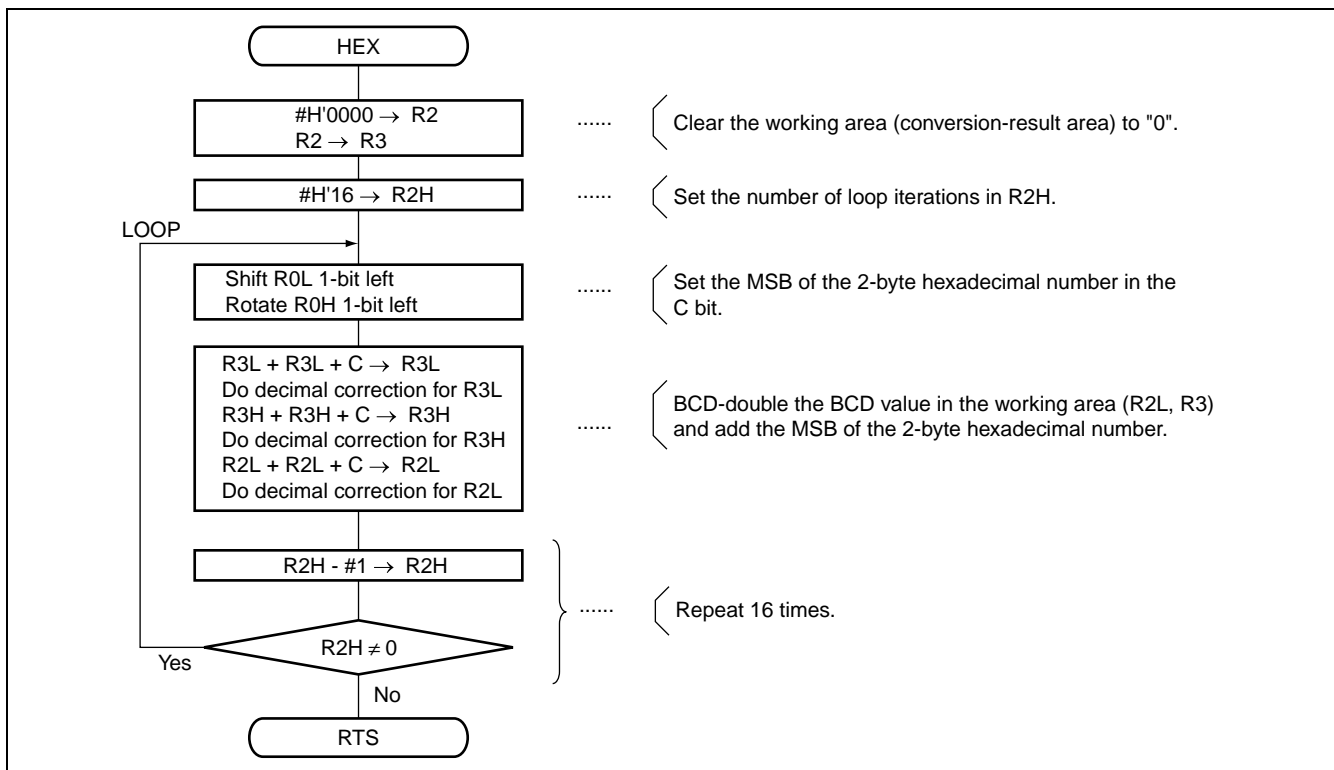 HEX
#H'0000 → R2
R2 → R3
...... Clear the working area (conversion-result area) to "0".
#H'16 → R2H
...... Set the number of loop iterations in R2H.
LOOP
Shift R0L 1-bit left
Rotate R0H 1-bit left
...... Set the MSB of the 2-byte hexadecimal number in the
C bit.
R3L + R3L + C → R3L
Do decimal correction for R3L
R3H + R3H + C → R3H
Do decimal correction for R3H
R2L + R2L + C → R2L
Do decimal correction for R2L
...... BCD-double the BCD value in the working area (R2L, R3)
and add the MSB of the 2-byte hexadecimal number.
R2H - #1 → R2H
...... Repeat 16 times.
R2H ≠ 0
Yes
No
RTS